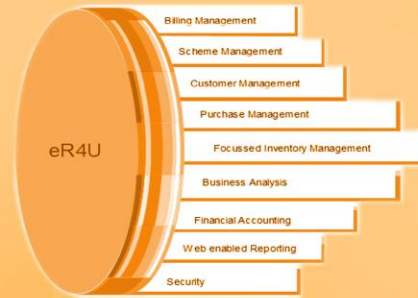 Billing Management
Scheme Management
Customer Management
Purchase Management
eR4U
Focussed Inventory Management
Business Analysis
Financial Accounting
Web enabled Reporting
Security